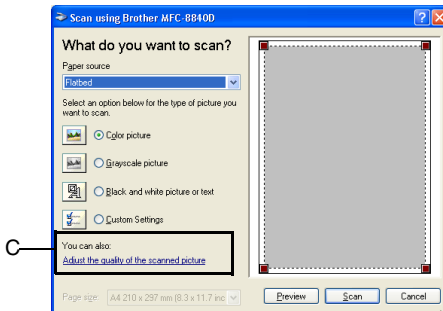 Scan using Brother MFC-8840D
What do you want to scan?
Paper source
Flatbed
Select an option below for the type of picture you
want to scan.
Color picture
Grayscale picture
Black and white picture or text
Custom Settings
C
You can also:
Adjust the quality of the scanned picture
Page size: A4 210 x 297 mm (8.3 x 11.7 inc
Preview
Scan
Cancel